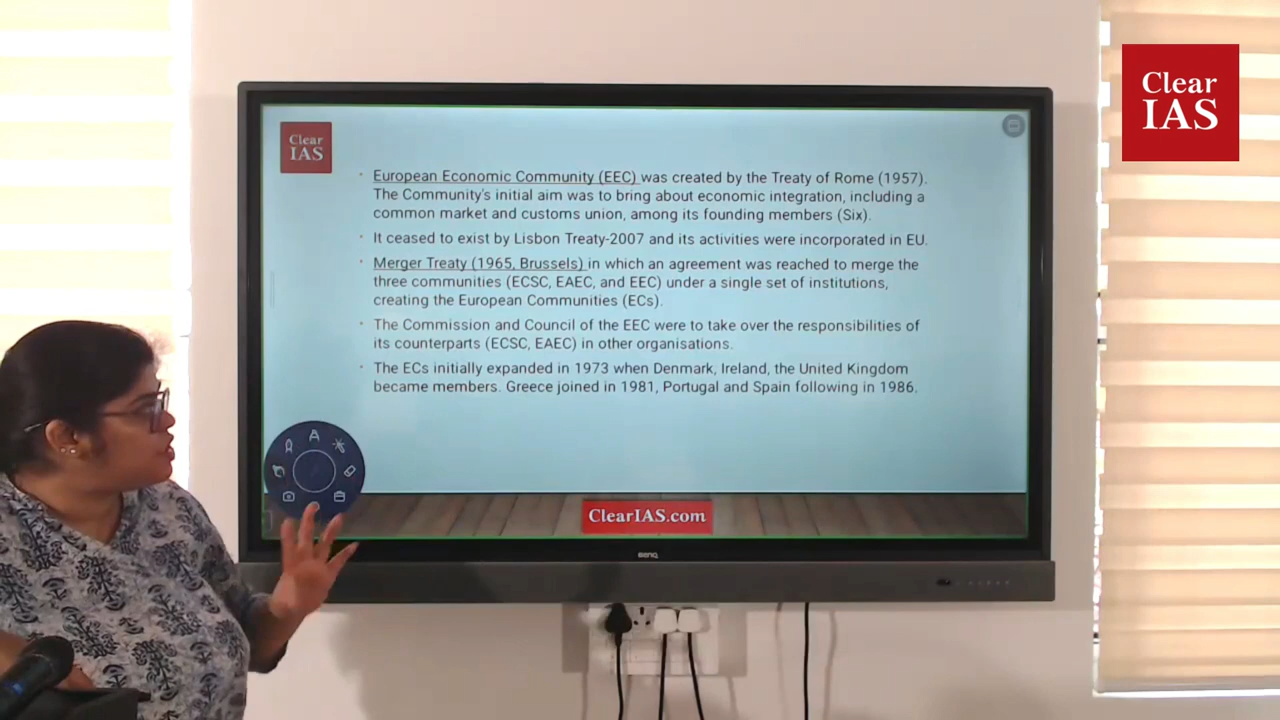 Clear
IAS
Clear
IAS
European Economic Community (EEC) was created by the Treaty of Rome (1957).
The Community's initial aim was to bring about economic integration, including a
common market and customs union, among its founding members (Six).
It ceased to exist by Lisbon Treaty-2007 and its activities were incorporated in EU.
Merger Treaty (1965, Brussels) in which an agreement was reached to merge the
three communities (ECSC, EAEC, and EEC) under a single set of institutions,
creating the European Communities (ECs).
The Commission and Council of the EEC were to take over the responsibilities of
its counterparts (ECSC, EAEC) in other organisations.
The ECs initially expanded in 1973 when Denmark, Ireland, the United Kingdom
became members. Greece joined in 1981, Portugal and Spain following in 1986.
ClearIAS.com
BenQ